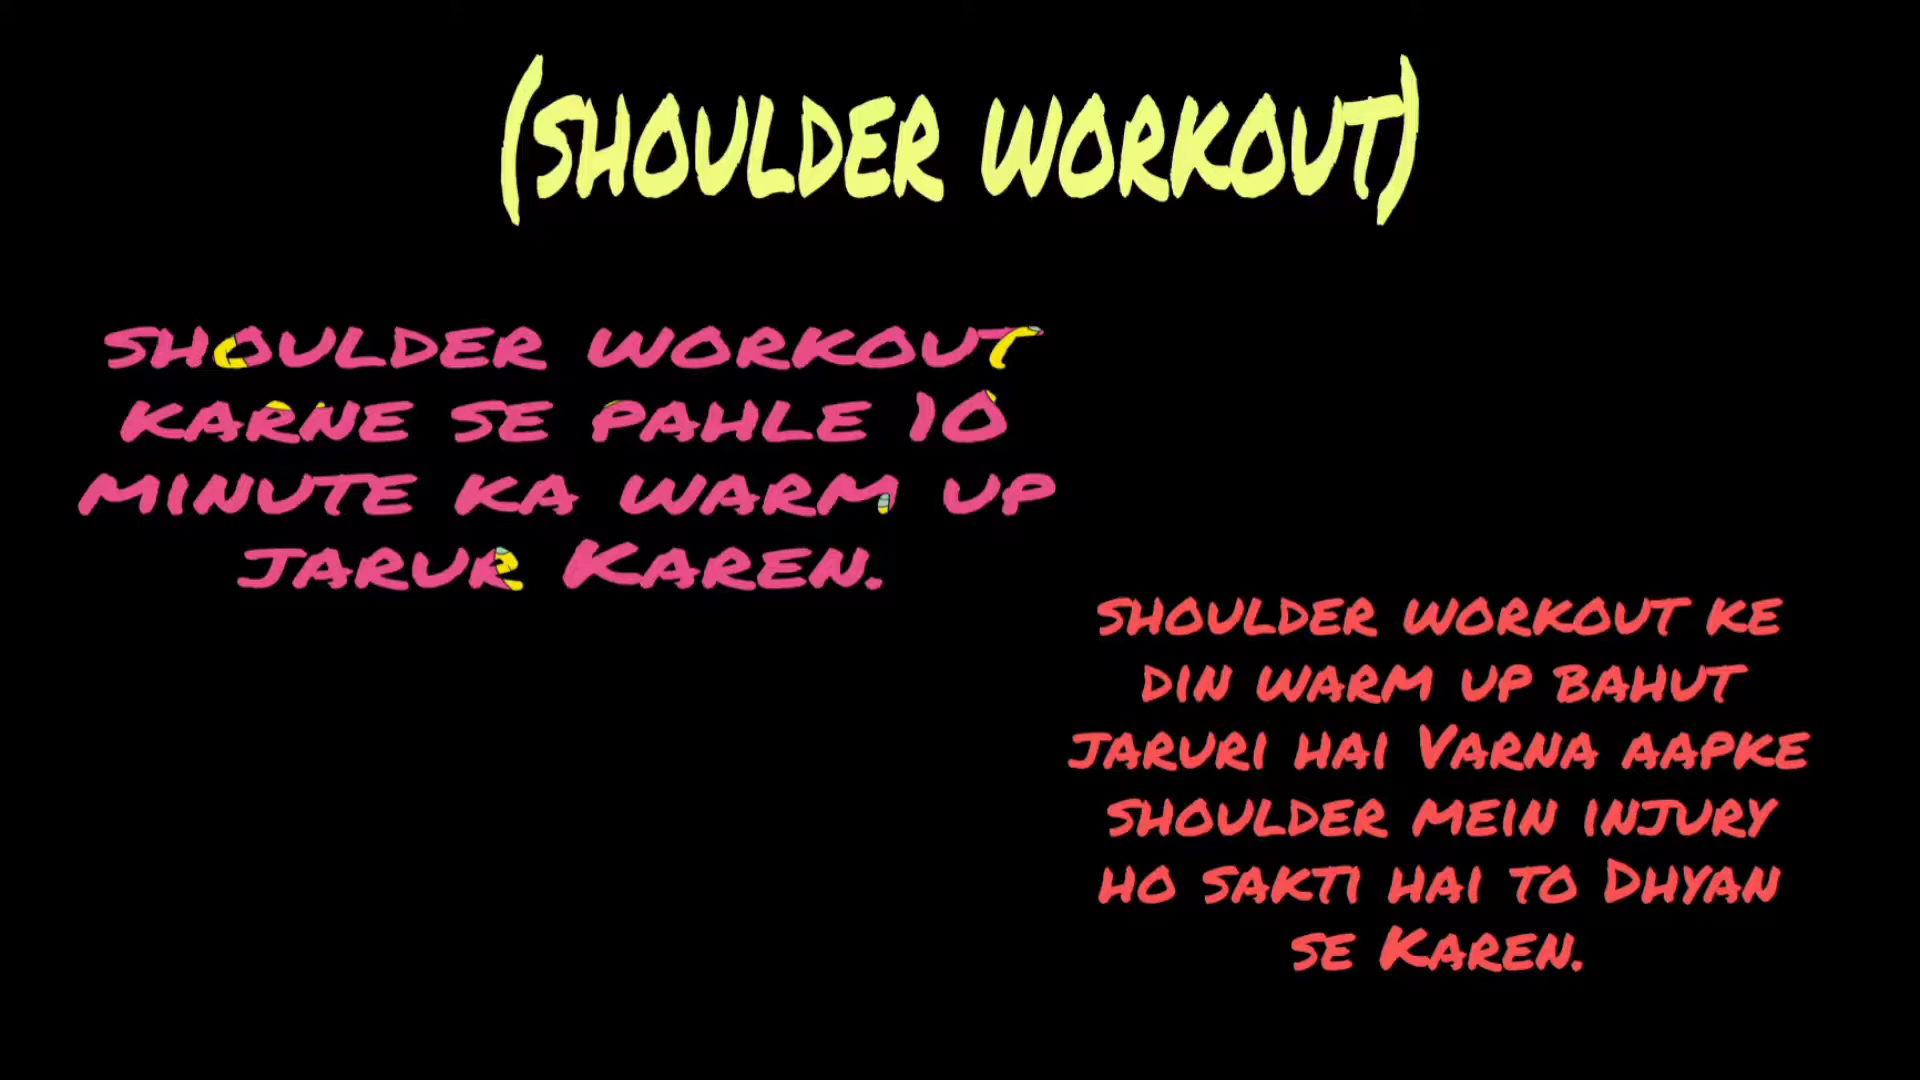 (SHOULDER WORKOUT)
SHOULDER WORKOUT
KARNE SE PAHLE 10
MINUTE KA WARM UP
JARUR KAREN.
SHOULDER WORKOUT KE
DIN WARM UP BAHUT
JARURI HAI VARNA AAPKE
SHOULDER MEIN INJURY
HO SAKTI HAI TO DHYAN
SE KAREN.